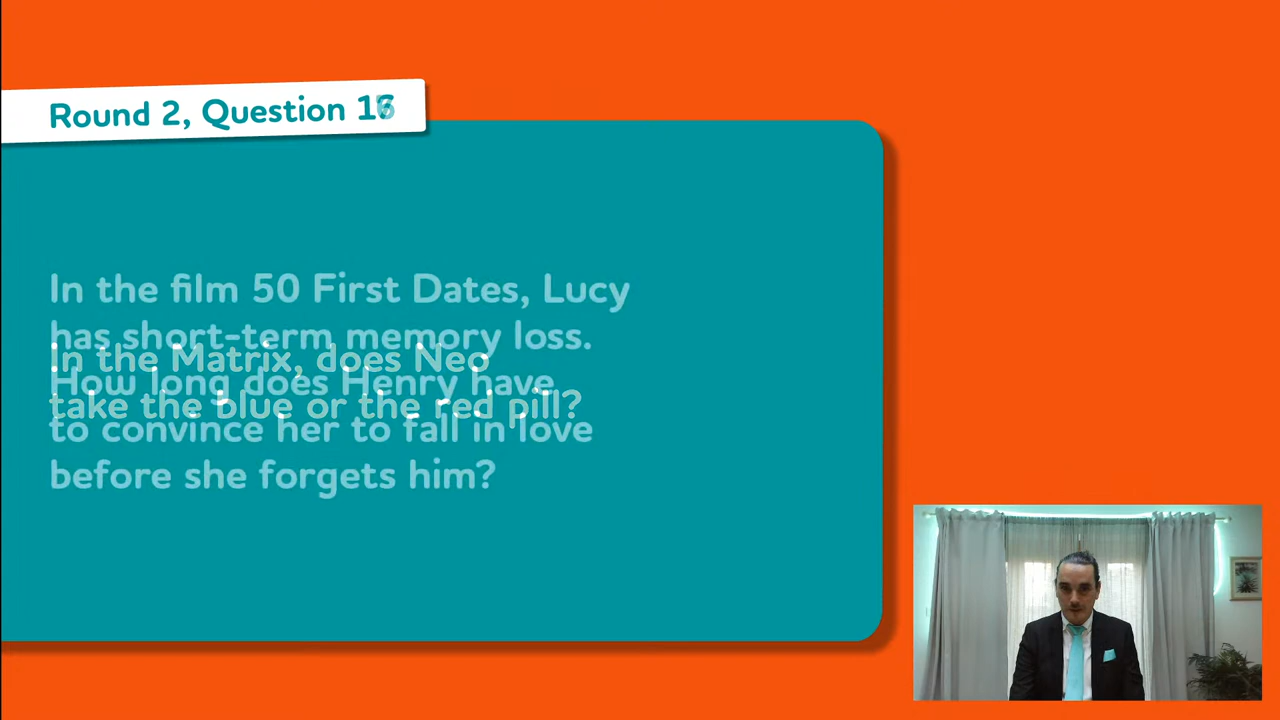 Round 2, Question 1
In the film 50 First Dates, Lucy
has short-term memory loss.
How long does Henry have
to convince her to fall in love
before she forgets him?
In the Matrix, does Neo
take the blue or the red pill?